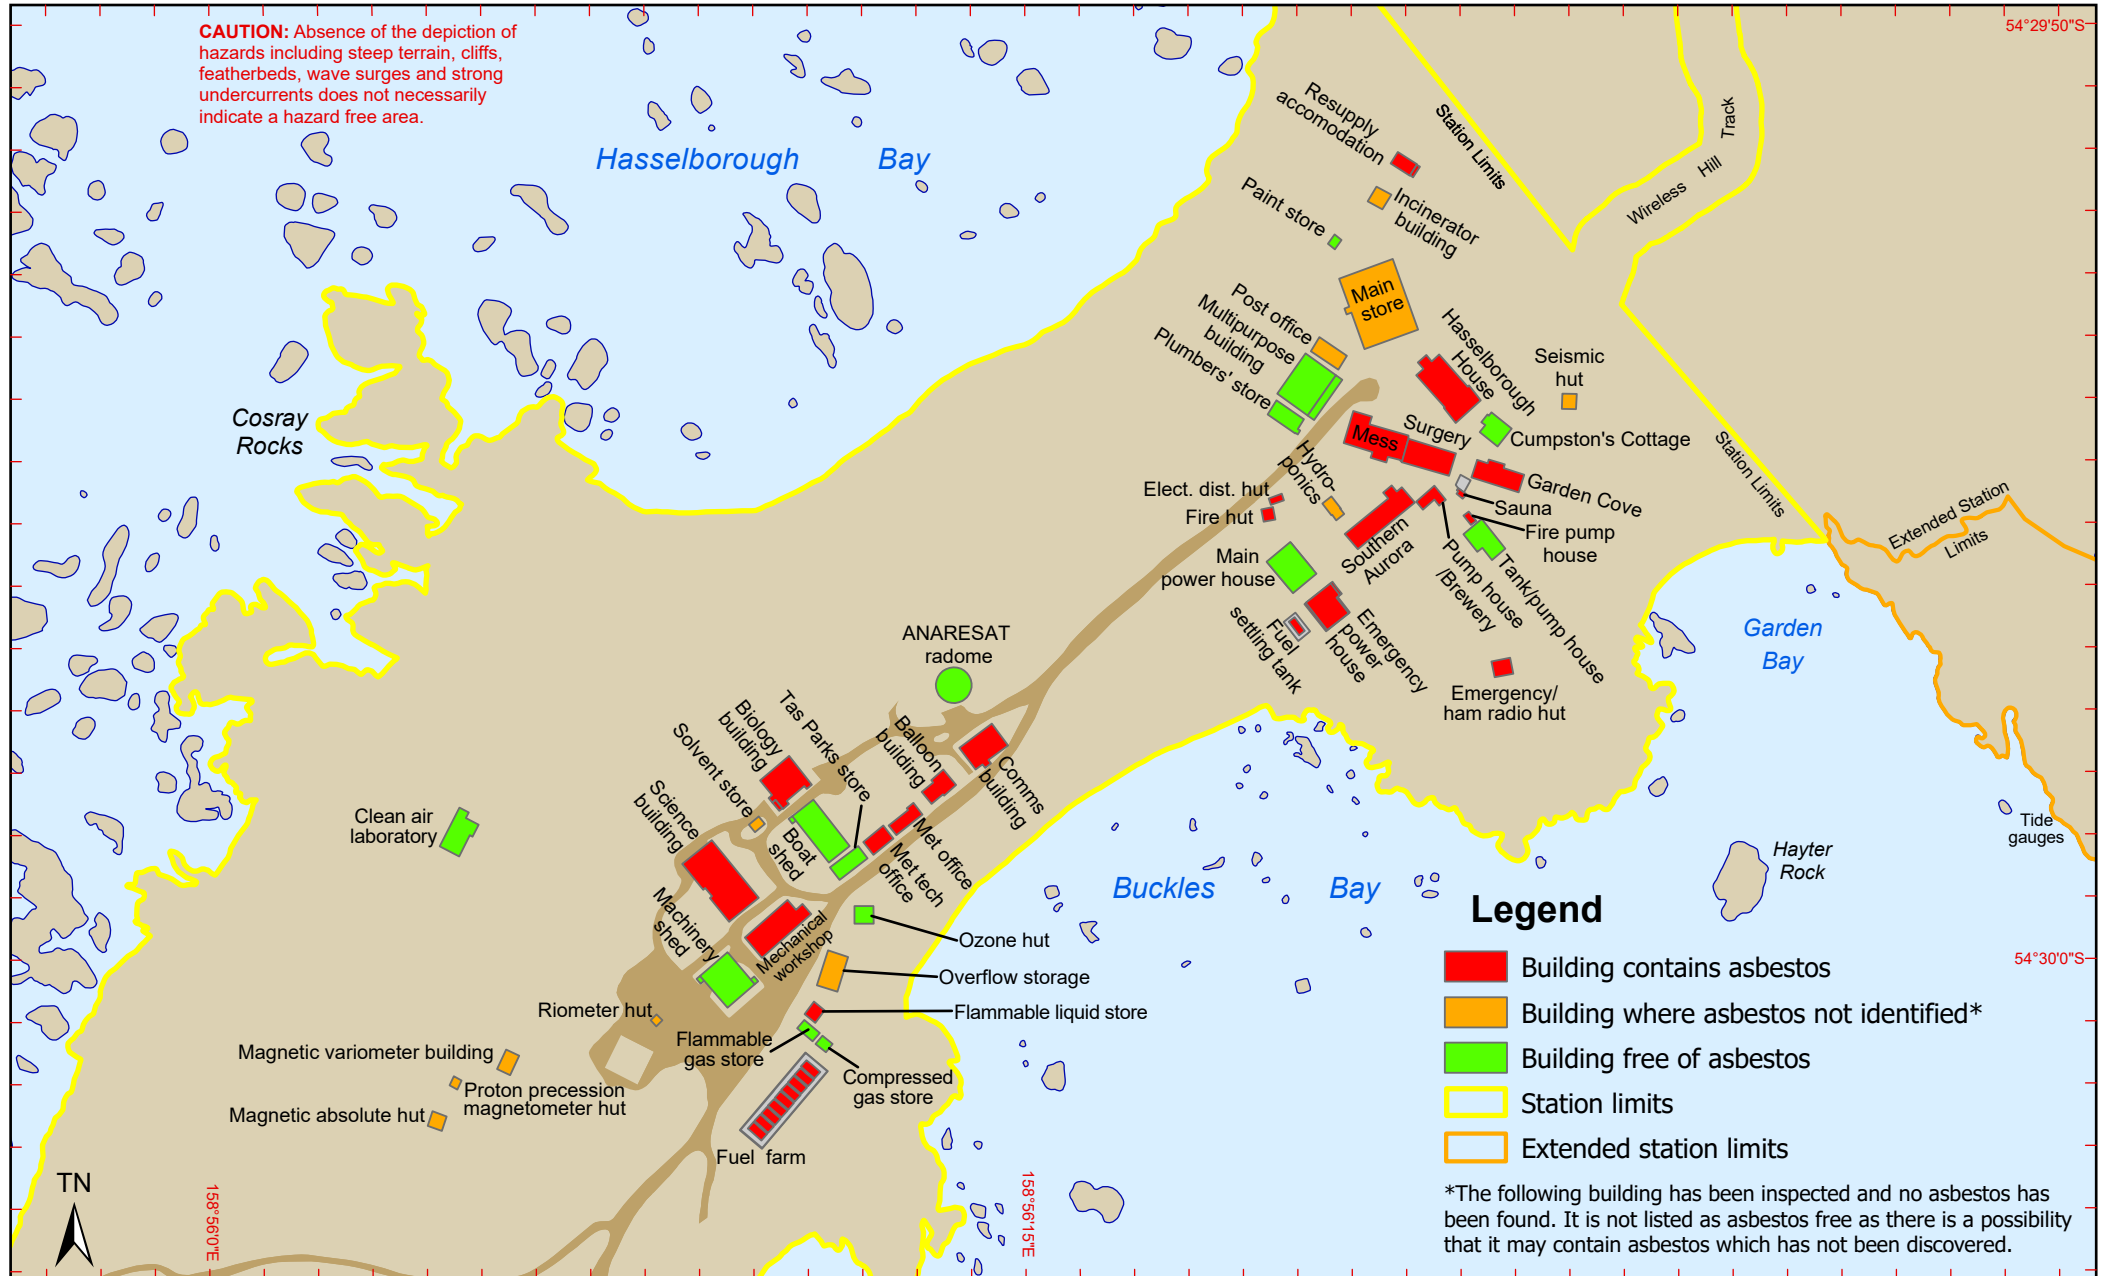 CAUTION: Absence of the depiction of
hazards including steep terrain, cliffs,
featherbeds, wave surges and strong
undercurrents does not necessarily
indicate a hazard free area.
54°29'50"S
Hasselborough Bay
Resupply
accomodation
Station Limits
Track
Hill
Wireless
Paint store
Incinerator
building
Main
store
Post office
Multipurpose
building
Plumbers' store
Hasselborough
House
Seismic
hut
Cosray
Rocks
Mess
Surgery
Cumpston's Cottage
Station Limits
Hydro-
ponics
Elect. dist. hut
Fire hut
Garden Cove
Sauna
Fire pump
house
Extended Station
Limits
Main
power house
Southern
Aurora
Pump house
/Brewery
Tank/pump house
Fuel
settling tank
Emergency
power
house
Garden
Bay
ANARESAT
radome
Emergency/
ham radio hut
Biology
building
Solvent store
Tas Parks store
Balloon
building
Comms
building
Science
building
Boat
shed
Met office
Met tech
office
Clean air
laboratory
Tide
gauges
Hayter
Rock
Buckles Bay
Machinery
shed
Mechanical
workshop
Ozone hut
Overflow storage
Flammable liquid store
Riometer hut
Flammable
gas store
Compressed
gas store
Magnetic variometer building
Proton precession
magnetometer hut
Magnetic absolute hut
Fuel farm
54°30'0"S
Legend
Building contains asbestos
Building where asbestos not identified*
Building free of asbestos
Station limits
Extended station limits
*The following building has been inspected and no asbestos has
been found. It is not listed as asbestos free as there is a possibility
that it may contain asbestos which has not been discovered.
TN
158°56'0"E
158°56'15"E